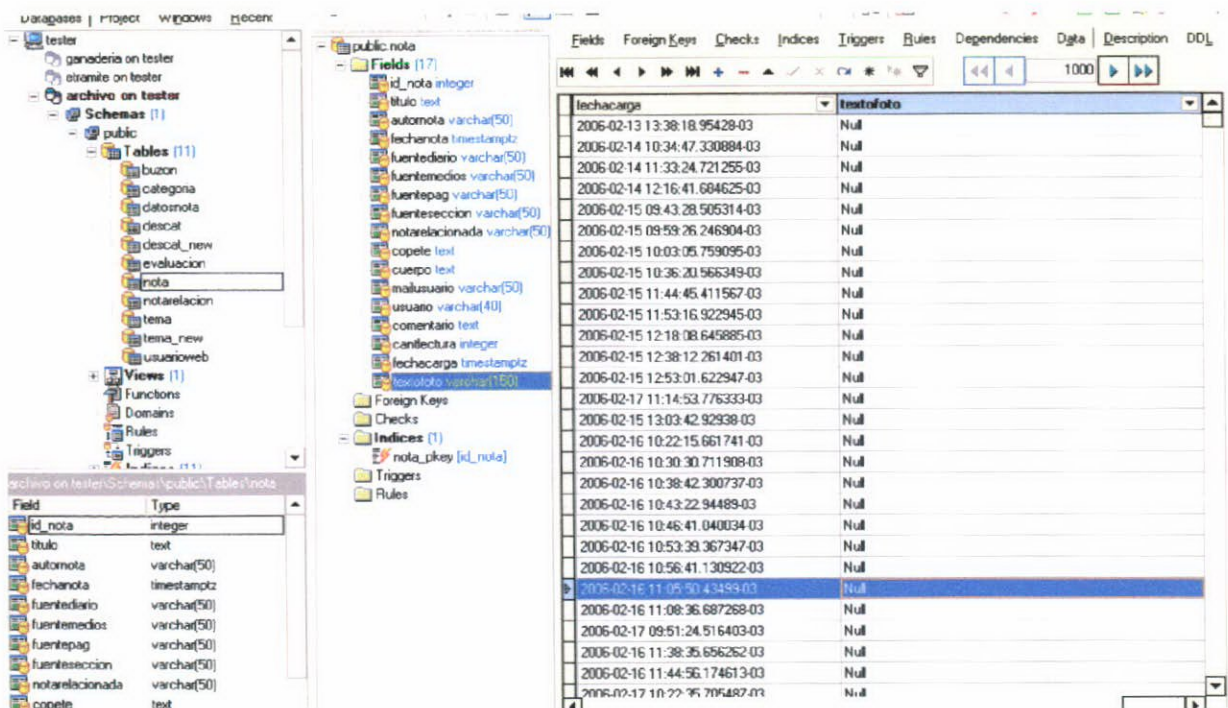 Databases Project Windows Recent
tester
ganaderia on tester
etramite on tester
archivo on tester
Schemas (1)
public
Tables (11)
buzon
categoria
datosnota
descat
descat_new
evaluacion
nota
notarelacion
tema
tema_new
usuarioweb
Views (1)
Functions
Domains
Rules
Triggers
Indices (11)
archivo on tester\Schemas\public\Tables\nota
Field Type
id_nota integer
titulo text
autornota varchar(50)
fechanota timestamptz
fuentediario varchar(50)
fuentemedios varchar(50)
fuentepag varchar(50)
fuenteseccion varchar(50)
notarelacionada varchar(50)
copete text
public.nota
Fields (17)
id_nota integer
titulo text
autornota varchar(50)
fechanota timestamptz
fuentediario varchar(50)
fuentemedios varchar(50)
fuentepag varchar(50)
fuenteseccion varchar(50)
notarelacionada varchar(50)
copete text
cuerpo text
mailusuario varchar(50)
usuario varchar(40)
comentario text
cantlectura integer
fechacarga timestamptz
textofoto varchar(150)
Foreign Keys
Checks
Indices (1)
nota_pkey [id_nota]
Triggers
Rules
Fields Foreign Keys Checks Indices Triggers Rules Dependencies Data Description DDL
1000
fechacarga textofoto
2006-02-13 13:38:18.95428-03 Null
2006-02-14 10:34:47.330884-03 Null
2006-02-14 11:33:24.721255-03 Null
2006-02-14 12:16:41.684625-03 Null
2006-02-15 09:43:28.505314-03 Null
2006-02-15 09:59:26.246904-03 Null
2006-02-15 10:03:05.759095-03 Null
2006-02-15 10:36:20.566349-03 Null
2006-02-15 11:44:45.411567-03 Null
2006-02-15 11:53:16.922945-03 Null
2006-02-15 12:18:08.645885-03 Null
2006-02-15 12:38:12.261401-03 Null
2006-02-15 12:53:01.622947-03 Null
2006-02-17 11:14:53.776333-03 Null
2006-02-15 13:03:42.92938-03 Null
2006-02-16 10:22:15.661741-03 Null
2006-02-16 10:30:30.711908-03 Null
2006-02-16 10:38:42.300737-03 Null
2006-02-16 10:43:22.94489-03 Null
2006-02-16 10:46:41.040034-03 Null
2006-02-16 10:53:39.367347-03 Null
2006-02-16 10:56:41.130922-03 Null
2006-02-16 11:05:50.43499-03 Null
2006-02-16 11:08:36.687268-03 Null
2006-02-17 09:51:24.516403-03 Null
2006-02-16 11:38:35.656262-03 Null
2006-02-16 11:44:56.174613-03 Null
2006-02-17 10:22:35.705487-03 Null